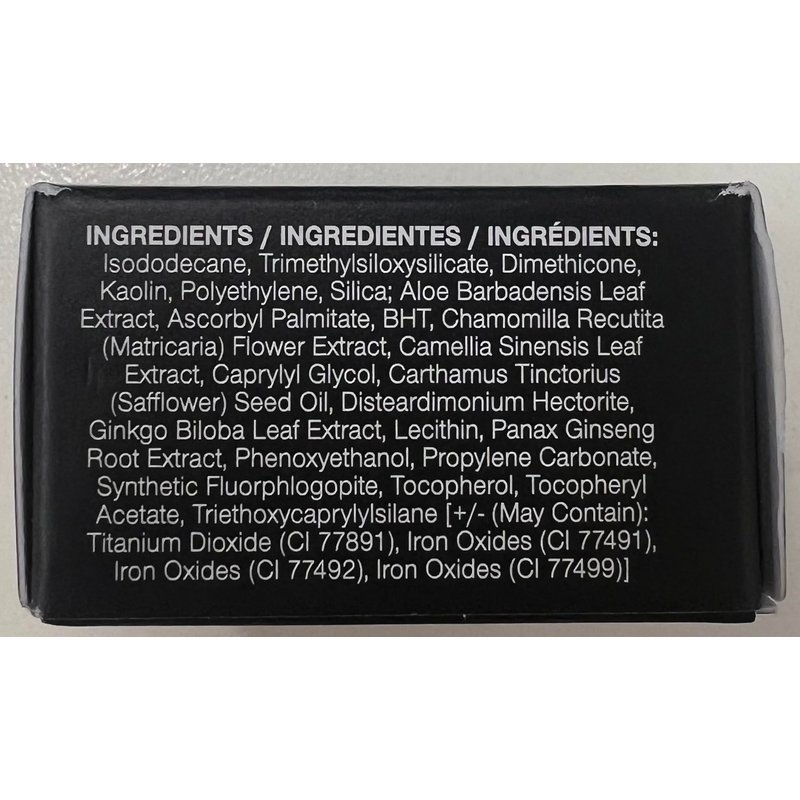 INGREDIENTS / INGREDIENTES / INGRÉDIENTS:
Isododecane, Trimethylsiloxysilicate, Dimethicone,
Kaolin, Polyethylene, Silica; Aloe Barbadensis Leaf
Extract, Ascorbyl Palmitate, BHT, Chamomilla Recutita
(Matricaria) Flower Extract, Camellia Sinensis Leaf
Extract, Caprylyl Glycol, Carthamus Tinctorius
(Safflower) Seed Oil, Disteardimonium Hectorite,
Ginkgo Biloba Leaf Extract, Lecithin, Panax Ginseng
Root Extract, Phenoxyethanol, Propylene Carbonate,
Synthetic Fluorphlogopite, Tocopherol, Tocopheryl
Acetate, Triethoxycaprylylsilane [+/- (May Contain):
Titanium Dioxide (CI 77891), Iron Oxides (CI 77491),
Iron Oxides (CI 77492), Iron Oxides (CI 77499)]